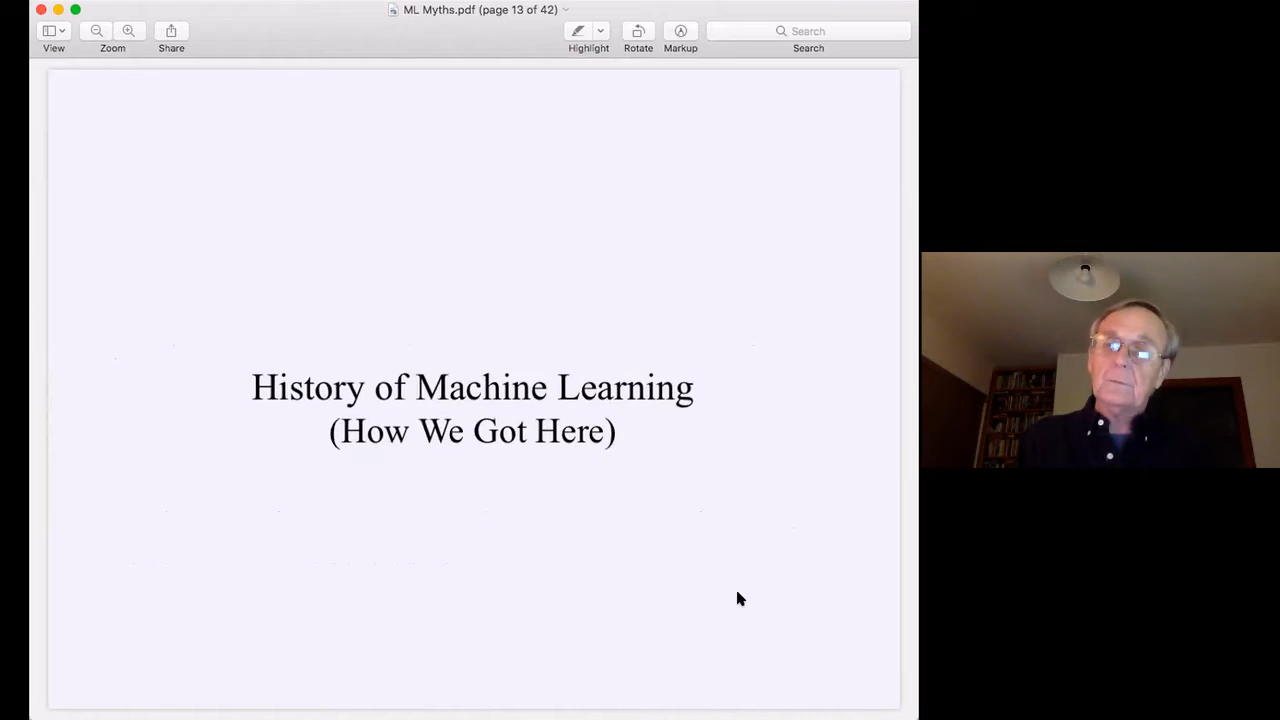 ML Myths.pdf (page 13 of 42)
View
Zoom
Share
Highlight
Rotate
Markup
Search
Search
History of Machine Learning
(How We Got Here)